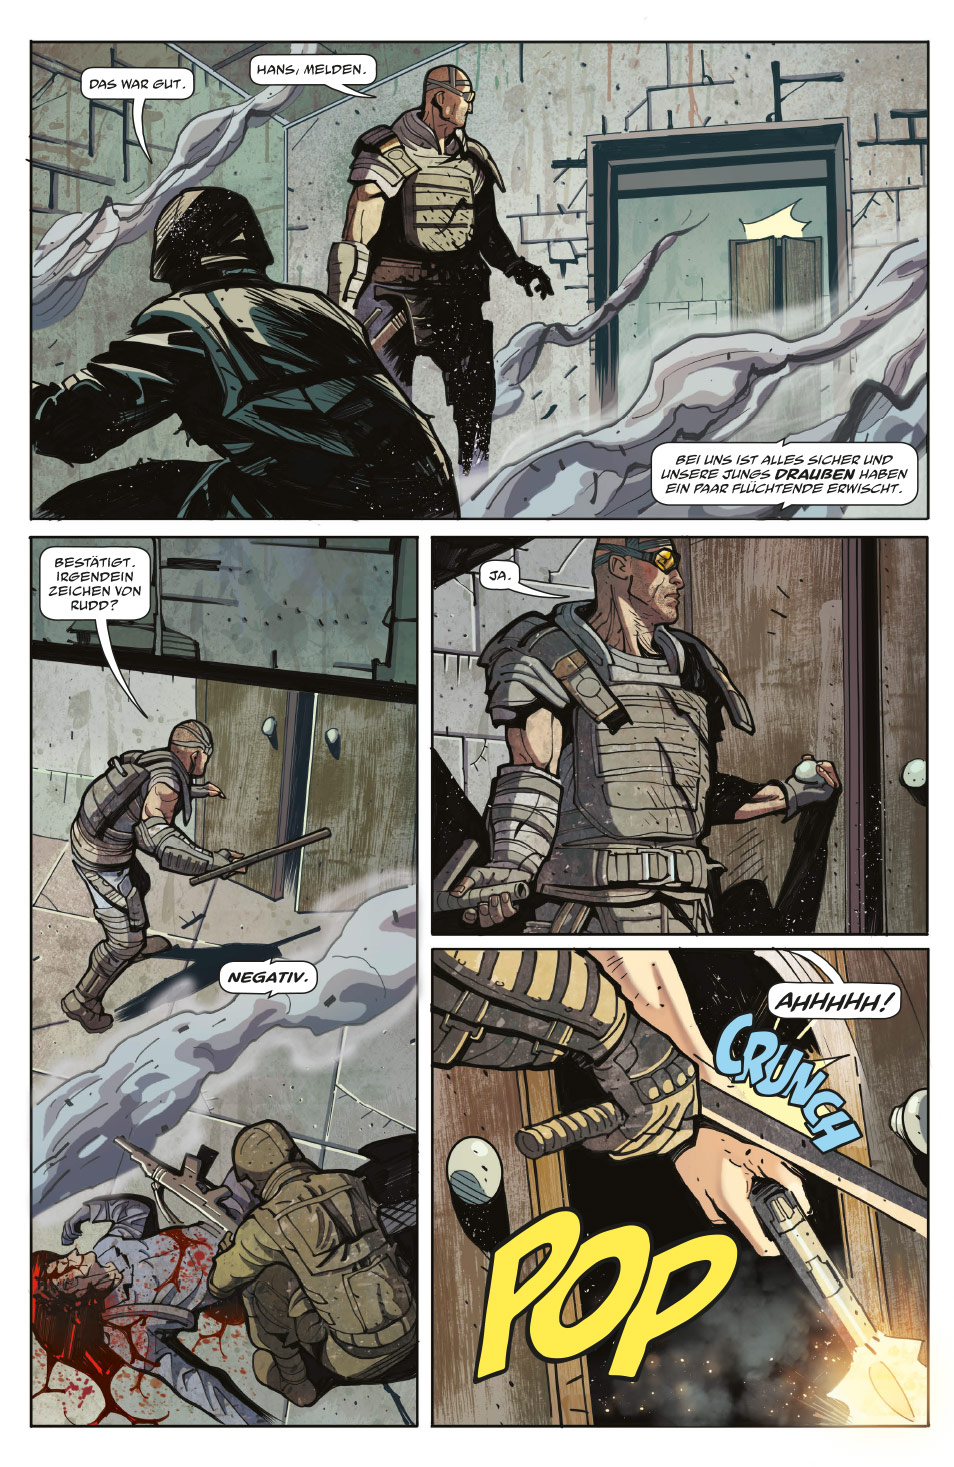 DAS WAR GUT.
HANS, MELDEN.
BEI UNS IST ALLES SICHER UND
UNSERE JUNGS DRAUßEN HABEN
EIN PAAR FLÜCHTENDE ERWISCHT.
BESTÄTIGT.
IRGENDEIN
ZEICHEN VON
RUDD?
NEGATIV.
JA.
AHHHHH!
CRUNCH
POP